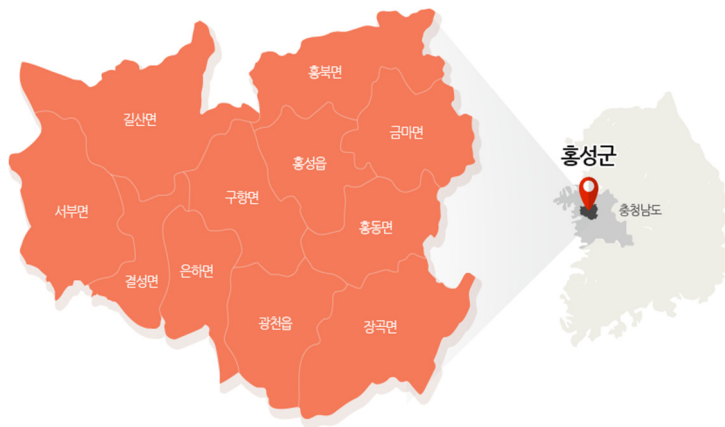 홍북면
길산면
금마면
홍성읍
홍성군
구항면
서부면
충청남도
홍동면
은하면
결성면
광천읍
장곡면